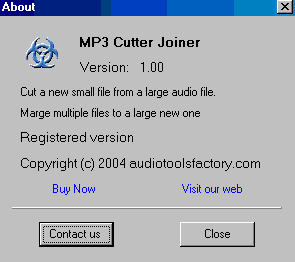 About
MP3 Cutter Joiner
Version: 1.00
Cut a new small file from a large audio file.
Marge multiple files to a large new one
Registered version
Copyright (c) 2004 audiotoolsfactory.com
Buy Now Visit our web
Contact us Close